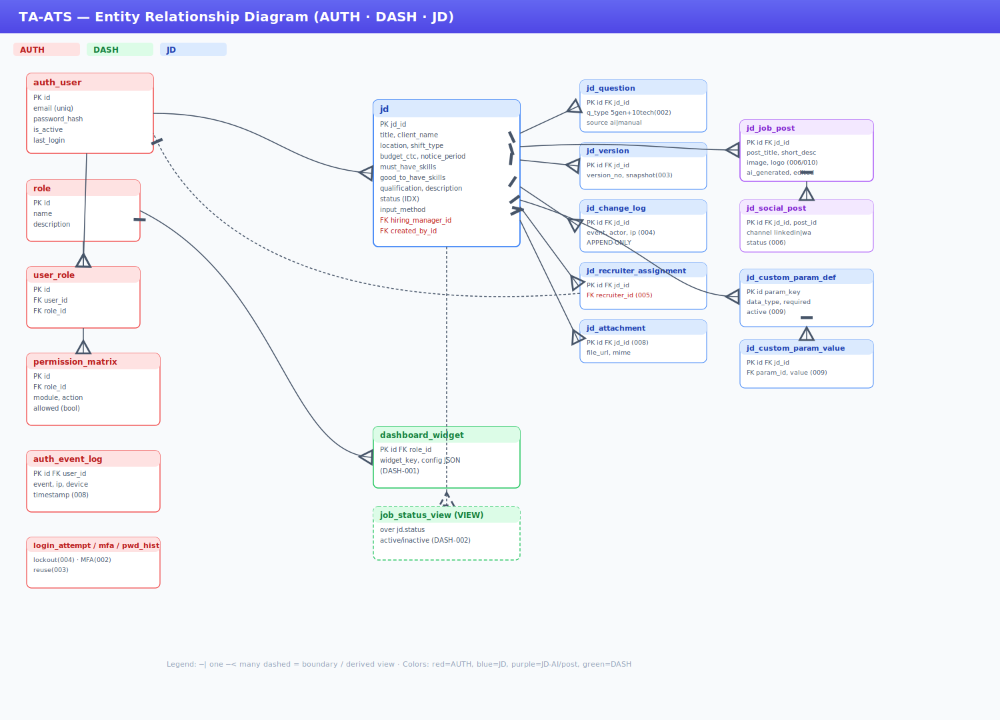 TA-ATS — Entity Relationship Diagram (AUTH · DASH · JD)
AUTH
DASH
JD
auth_user
PK id
email (uniq)
password_hash
is_active
last_login
role
PK id
name
description
user_role
PK id
FK user_id
FK role_id
permission_matrix
PK id
FK role_id
module, action
allowed (bool)
auth_event_log
PK id FK user_id
event, ip, device
timestamp (008)
login_attempt / mfa / pwd_hist
lockout(004) · MFA(002)
reuse(003)
jd
PK jd_id
title, client_name
location, shift_type
budget_ctc, notice_period
must_have_skills
good_to_have_skills
qualification, description
status (IDX)
input_method
FK hiring_manager_id
FK created_by_id
dashboard_widget
PK id FK role_id
widget_key, config JSON
(DASH-001)
job_status_view (VIEW)
over jd.status
active/inactive (DASH-002)
jd_question
PK id FK jd_id
q_type 5gen+10tech(002)
source ai|manual
jd_version
PK id FK jd_id
version_no, snapshot(003)
jd_change_log
PK id FK jd_id
event, actor, ip (004)
APPEND-ONLY
jd_recruiter_assignment
PK id FK jd_id
FK recruiter_id (005)
jd_attachment
PK id FK jd_id (008)
file_url, mime
jd_job_post
PK id FK jd_id
post_title, short_desc
image, logo (006/010)
ai_generated, edited
jd_social_post
PK id FK jd_id, post_id
channel linkedin|wa
status (006)
jd_custom_param_def
PK id param_key
data_type, required
active (009)
jd_custom_param_value
PK id FK jd_id
FK param_id, value (009)
Legend: ─| one ─< many dashed = boundary / derived view · Colors: red=AUTH, blue=JD, purple=JD-AI/post, green=DASH